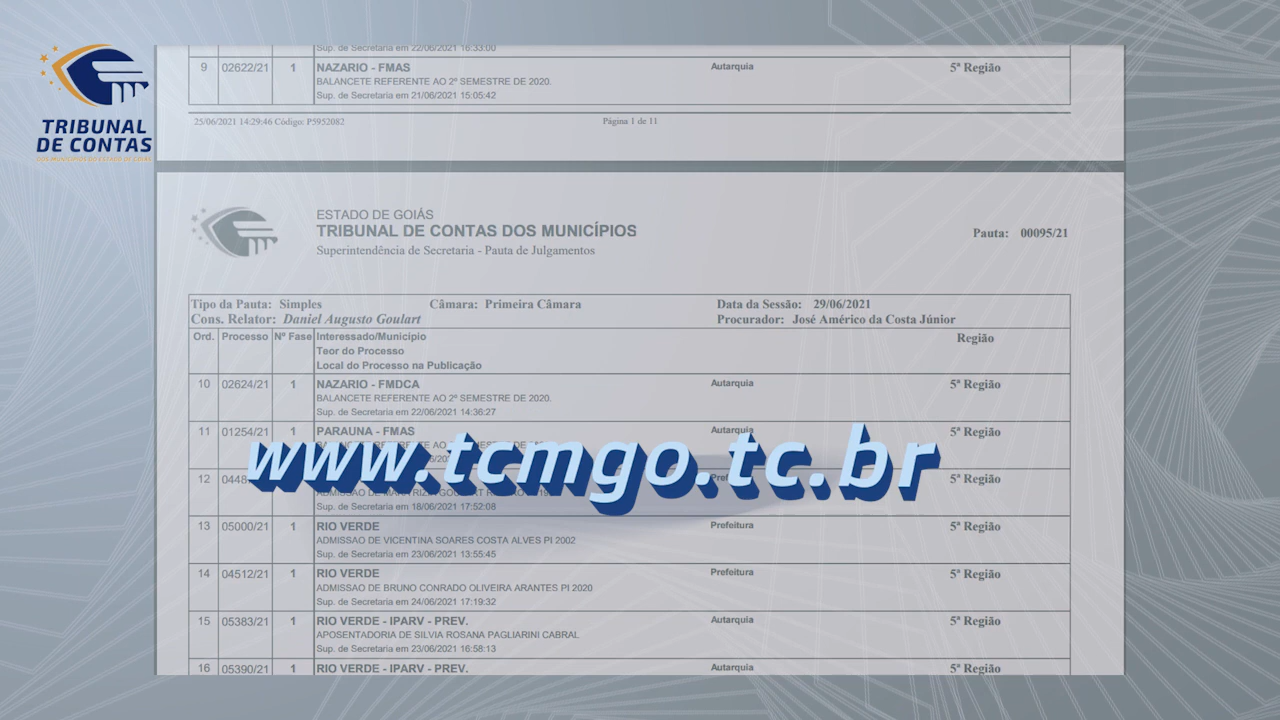 TRIBUNAL
DE CONTAS
DOS MUNICÍPIOS DO ESTADO DE GOIÁS
Sup. de Secretaria em 22/06/2021 16:33:00
9 02622/21 1 NAZARIO - FMAS Autarquia 5ª Região
BALANCETE REFERENTE AO 2º SEMESTRE DE 2020.
Sup. de Secretaria em 21/06/2021 15:05:42
25/06/2021 14:29:46 Código: P5952082 Página 1 de 11
ESTADO DE GOIÁS
TRIBUNAL DE CONTAS DOS MUNICÍPIOS
Superintendência de Secretaria - Pauta de Julgamentos
Pauta: 00095/21
Tipo da Pauta: Simples Câmara: Primeira Câmara Data da Sessão: 29/06/2021
Cons. Relator: Daniel Augusto Goulart Procurador: José Américo da Costa Júnior
Ord. Processo Nº Fase Interessado/Município Região
Teor do Processo
Local do Processo na Publicação
10 02624/21 1 NAZARIO - FMDCA Autarquia 5ª Região
BALANCETE REFERENTE AO 2º SEMESTRE DE 2020.
Sup. de Secretaria em 22/06/2021 14:36:27
11 01254/21 1 PARAUNA - FMAS Autarquia 5ª Região
www.tcmgo.tc.br
12 5ª Região
Sup. de Secretaria em 18/06/2021 17:52:08
13 05000/21 1 RIO VERDE Prefeitura 5ª Região
ADMISSAO DE VICENTINA SOARES COSTA ALVES PI 2002
Sup. de Secretaria em 23/06/2021 13:55:45
14 04512/21 1 RIO VERDE Prefeitura 5ª Região
ADMISSAO DE BRUNO CONRADO OLIVEIRA ARANTES PI 2020
Sup. de Secretaria em 24/06/2021 17:19:32
15 05383/21 1 RIO VERDE - IPARV - PREV. Autarquia 5ª Região
APOSENTADORIA DE SILVIA ROSANA PAGLIARINI CABRAL
Sup. de Secretaria em 23/06/2021 16:58:13
16 05390/21 1 RIO VERDE - IPARV - PREV. Autarquia 5ª Região